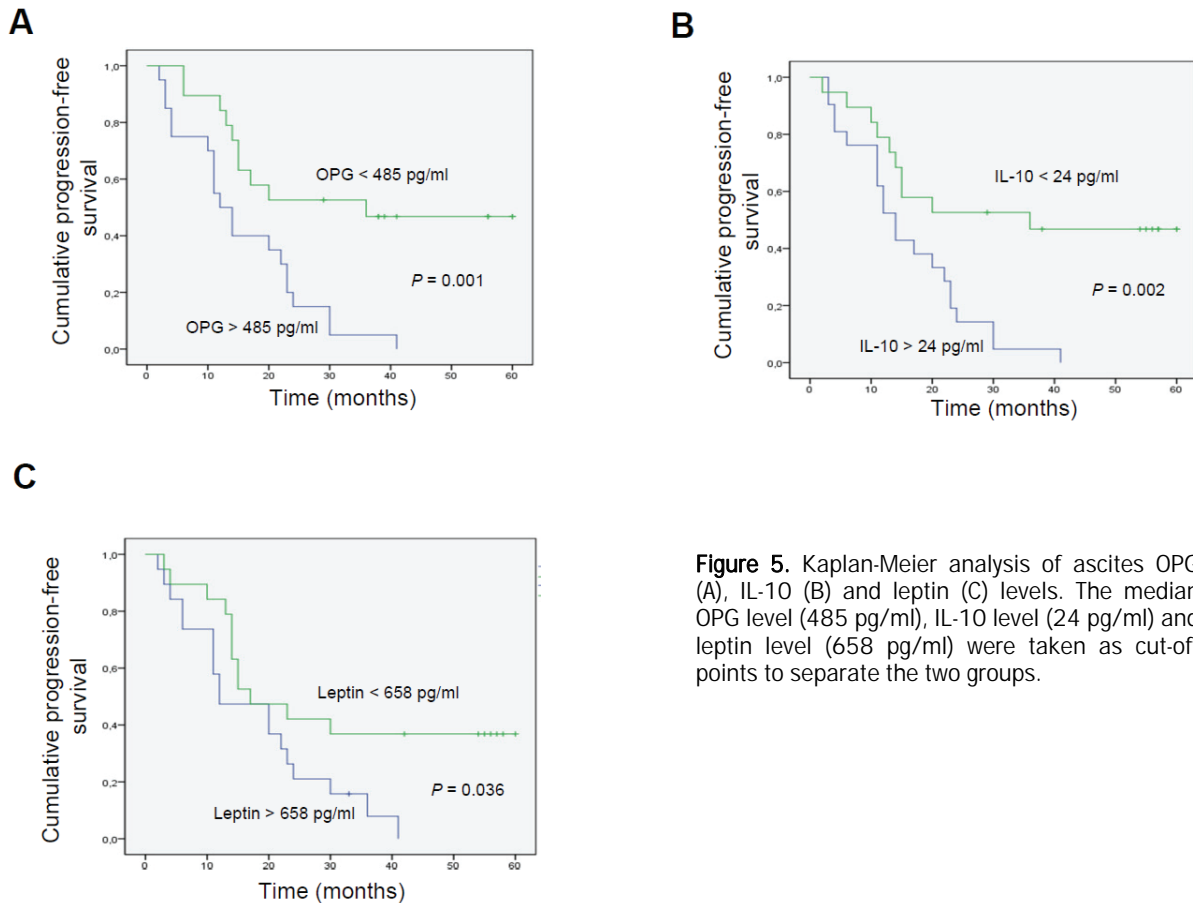 A
Cumulative progression-free
survival
1,0
0,8
0,6
0,4
0,2
0,0
OPG < 485 pg/ml
P = 0.001
OPG > 485 pg/ml
0
10
20
30
40
50
60
Time (months)
B
Cumulative progression-free
survival
1,0
0,8
0,6
0,4
0,2
0,0
IL-10 < 24 pg/ml
P = 0.002
IL-10 > 24 pg/ml
0
10
20
30
40
50
60
Time (months)
C
Cumulative progression-free
survival
1,0
0,8
0,6
0,4
0,2
0,0
Leptin < 658 pg/ml
P = 0.036
Leptin > 658 pg/ml
0
10
20
30
40
50
60
Time (months)
Figure 5. Kaplan-Meier analysis of ascites OPG
(A), IL-10 (B) and leptin (C) levels. The median
OPG level (485 pg/ml), IL-10 level (24 pg/ml) and
leptin level (658 pg/ml) were taken as cut-of
points to separate the two groups.